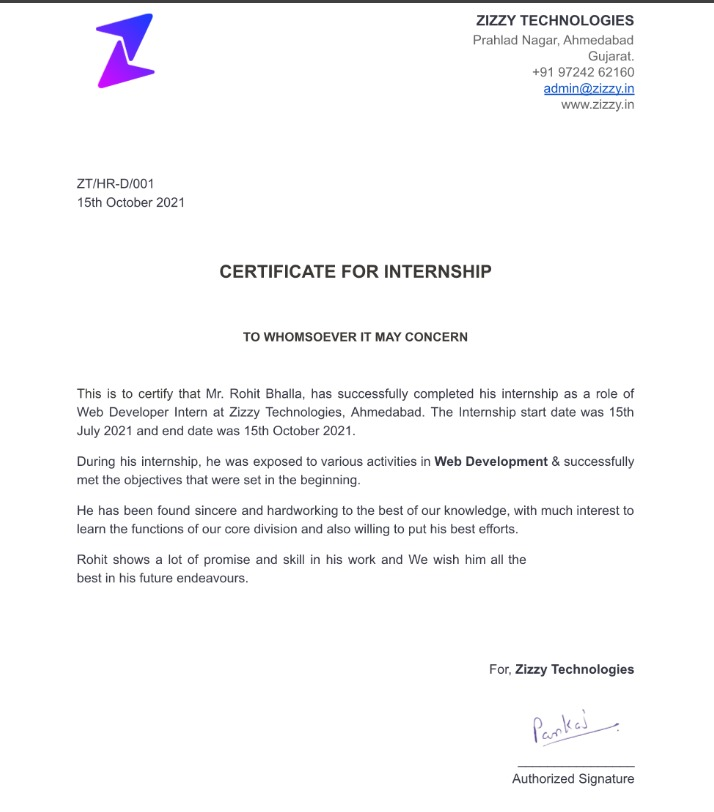 ZIZZY TECHNOLOGIES
Prahlad Nagar, Ahmedabad
Gujarat.
+91 97242 62160
admin@zizzy.in
www.zizzy.in
ZT/HR-D/001
15th October 2021
CERTIFICATE FOR INTERNSHIP
TO WHOMSOEVER IT MAY CONCERN
This is to certify that Mr. Rohit Bhalla, has successfully completed his internship as a role of
Web Developer Intern at Zizzy Technologies, Ahmedabad. The Internship start date was 15th
July 2021 and end date was 15th October 2021.
During his internship, he was exposed to various activities in Web Development & successfully
met the objectives that were set in the beginning.
He has been found sincere and hardworking to the best of our knowledge, with much interest to
learn the functions of our core division and also willing to put his best efforts.
Rohit shows a lot of promise and skill in his work and We wish him all the
best in his future endeavours.
For, Zizzy Technologies
Pankaj
Authorized Signature